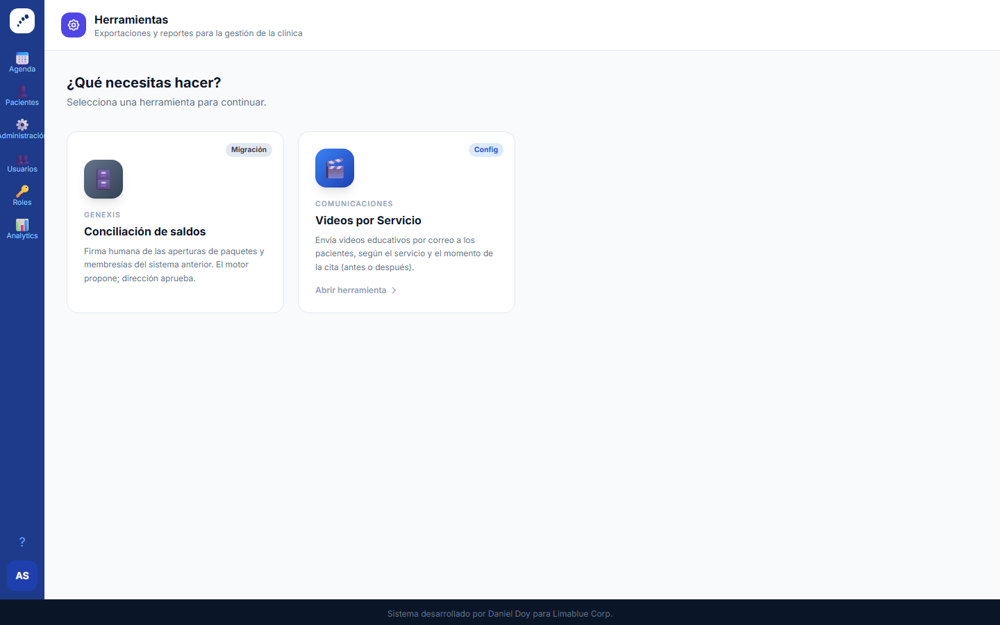 Herramientas
Exportaciones y reportes para la gestión de la clínica
Agenda
Pacientes
Administración
Usuarios
Roles
Analytics
?
AS
¿Qué necesitas hacer?
Selecciona una herramienta para continuar.
Migración
GENEXIS
Conciliación de saldos
Firma humana de las aperturas de paquetes y
membresías del sistema anterior. El motor
propone; dirección aprueba.
Config
COMUNICACIONES
Videos por Servicio
Envía videos educativos por correo a los
pacientes, según el servicio y el momento de
la cita (antes o después).
Abrir herramienta
Sistema desarrollado por Daniel Doy para Limablue Corp.